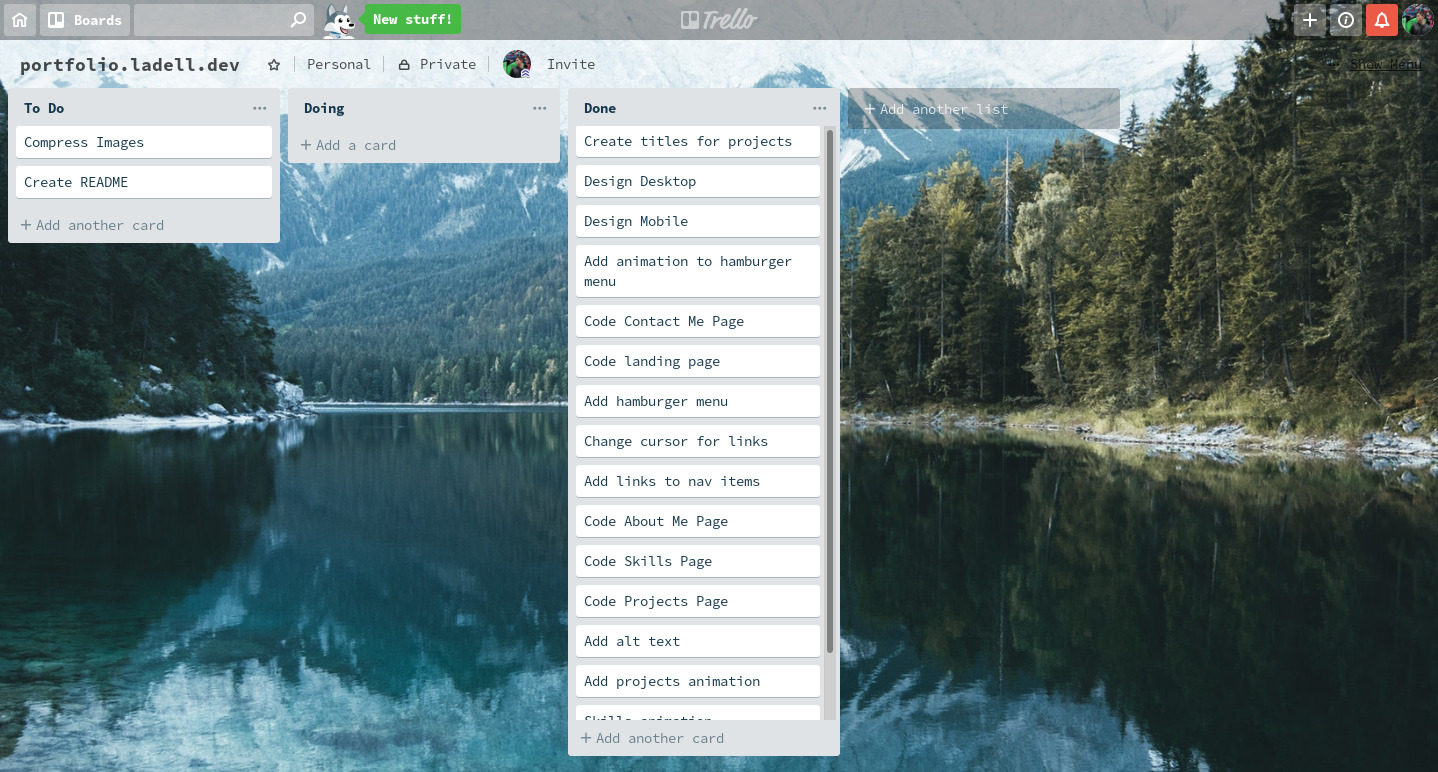 Boards
New stuff!
Trello
portfolio.ladell.dev
Personal
Private
Invite
Show Menu
To Do
Compress Images
Create README
Add another card
Doing
Add a card
Done
Create titles for projects
Design Desktop
Design Mobile
Add animation to hamburger
menu
Code Contact Me Page
Code landing page
Add hamburger menu
Change cursor for links
Add links to nav items
Code About Me Page
Code Skills Page
Code Projects Page
Add alt text
Add projects animation
Skills animation
Add another card
Add another list